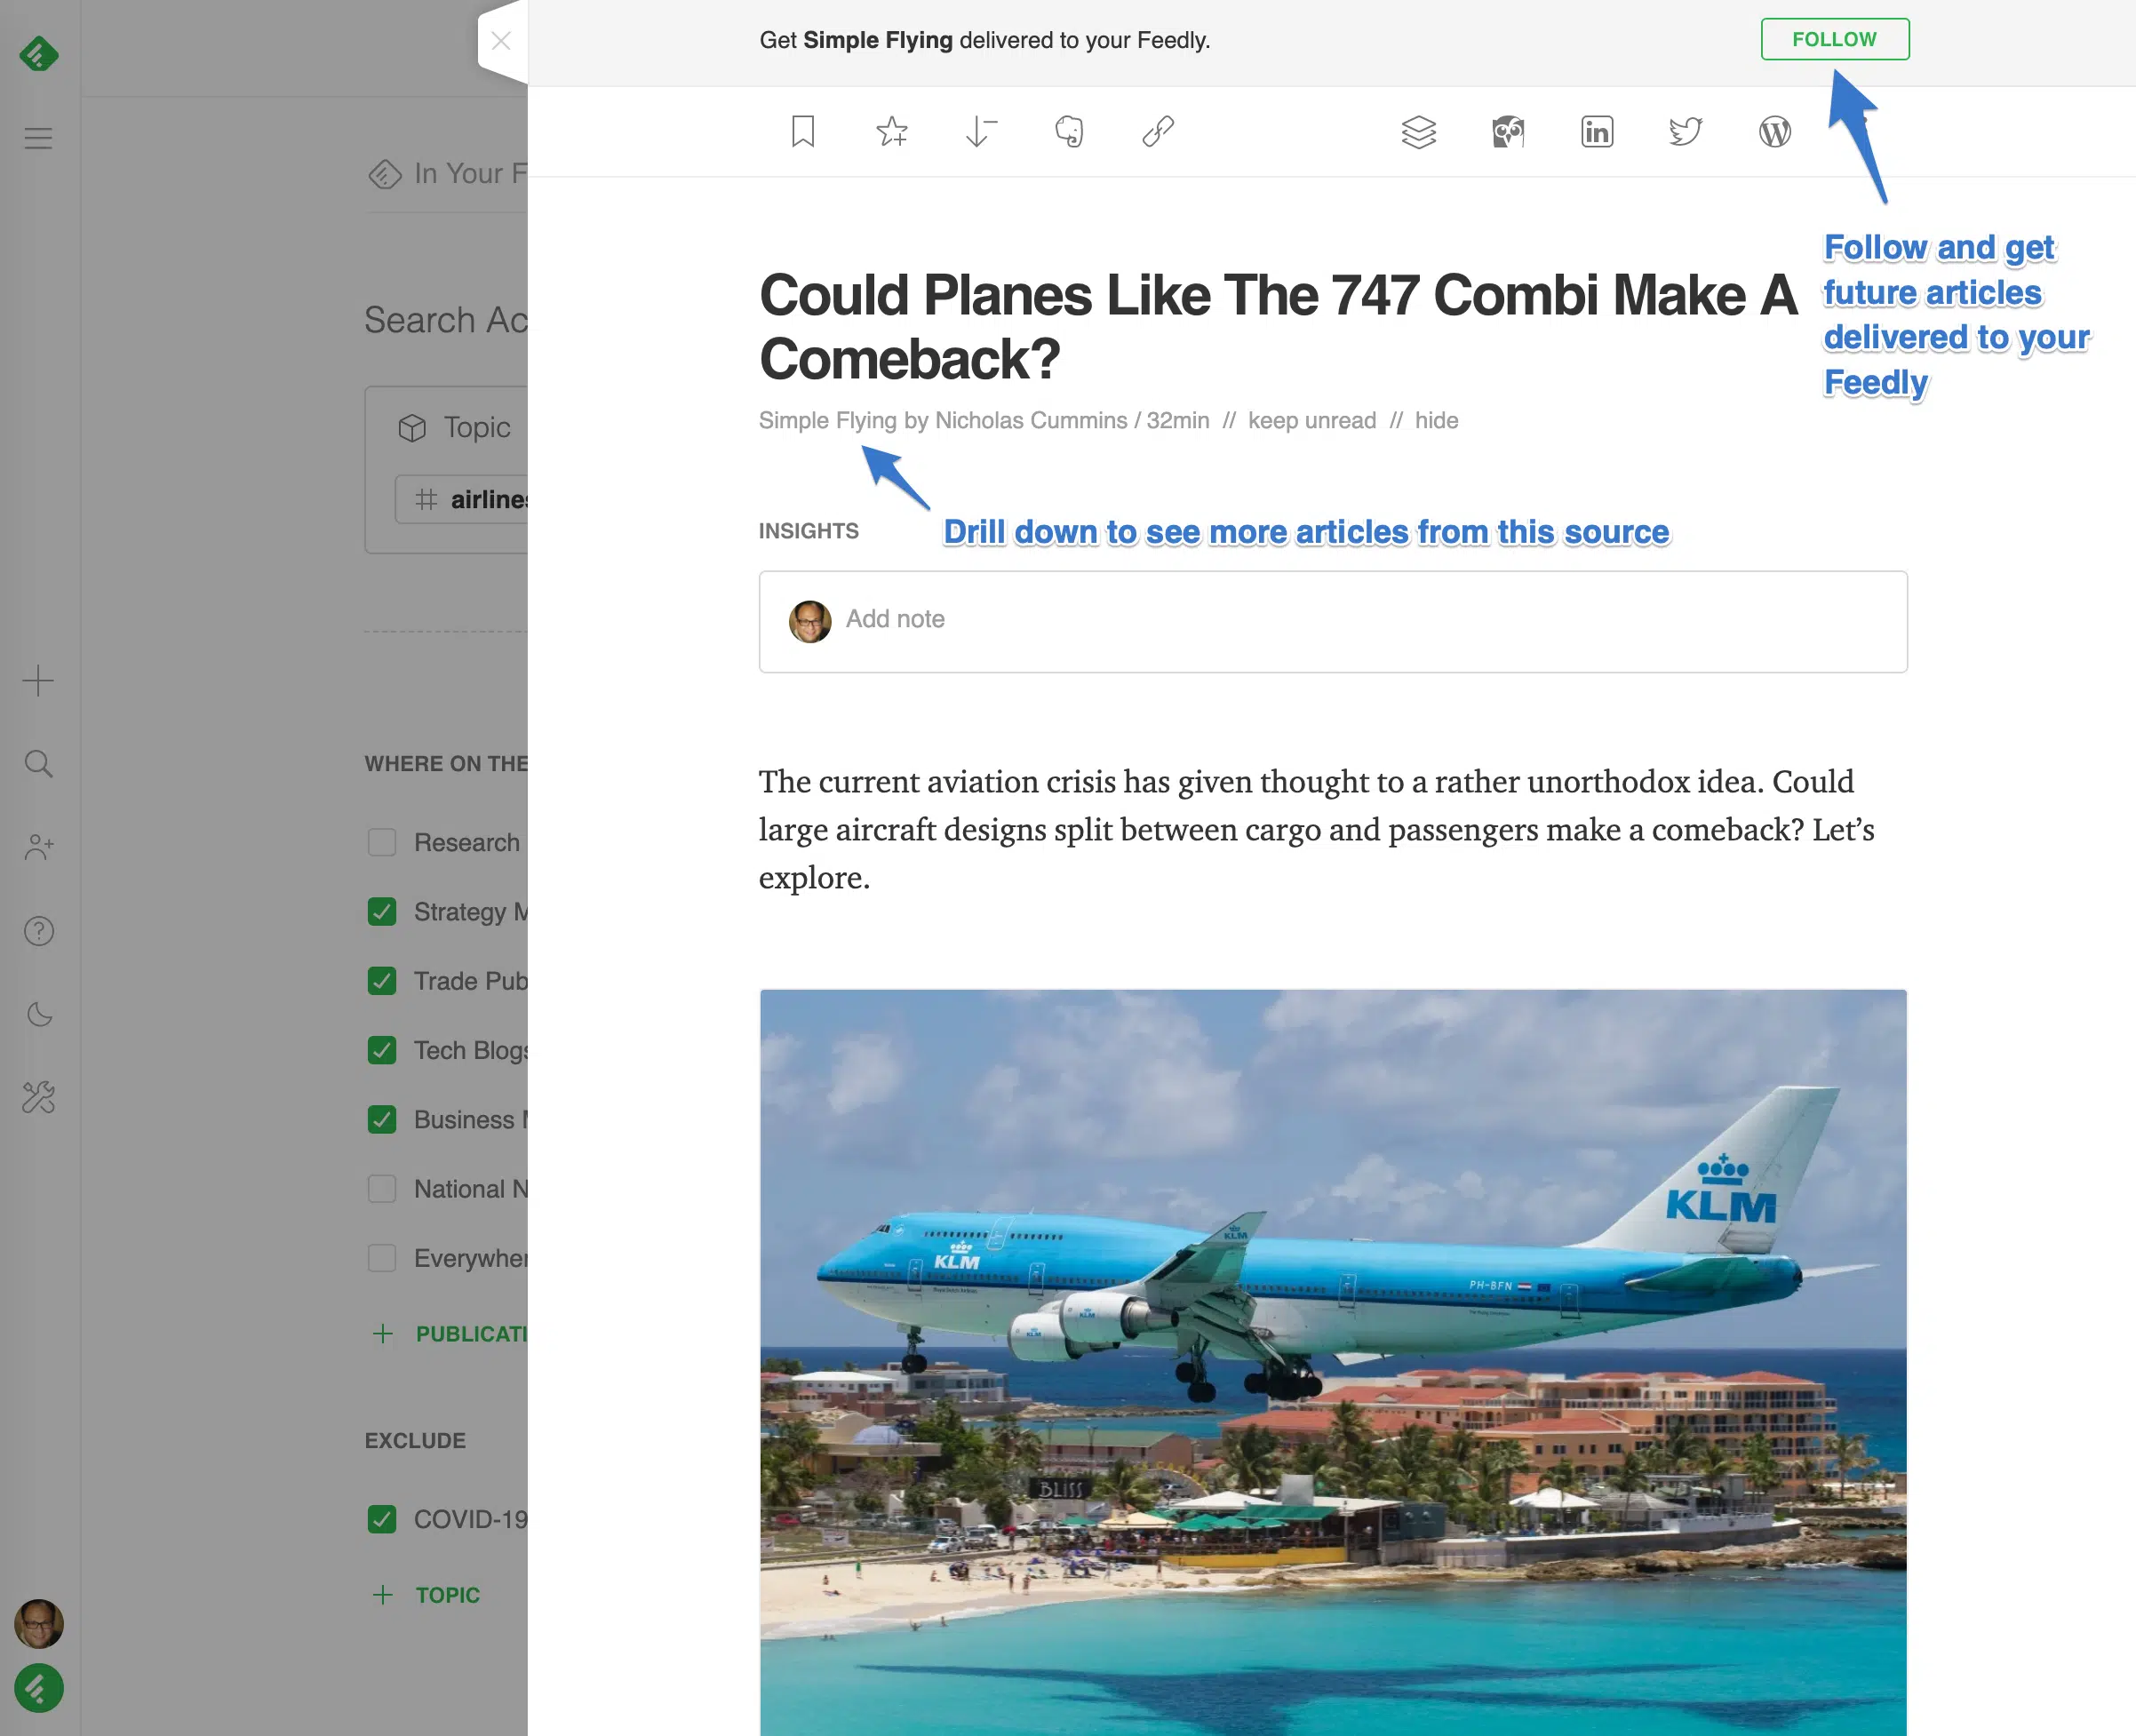 Get Simple Flying delivered to your Feedly.
FOLLOW
In Your F
Follow and get
future articles
delivered to your
Feedly
Could Planes Like The 747 Combi Make A
Comeback?
Simple Flying by Nicholas Cummins / 32min // keep unread // hide
Drill down to see more articles from this source
INSIGHTS
Add note
Search Ac
Topic
# airlines
WHERE ON THE
Research
Strategy M
Trade Pub
Tech Blogs
Business
National N
Everywher
+ PUBLICATI
EXCLUDE
COVID-19
+ TOPIC
The current aviation crisis has given thought to a rather unorthodox idea. Could
large aircraft designs split between cargo and passengers make a comeback? Let’s
explore.
KLM
KLM
KLM
PH-BFN
KLM
KLM
BLISS